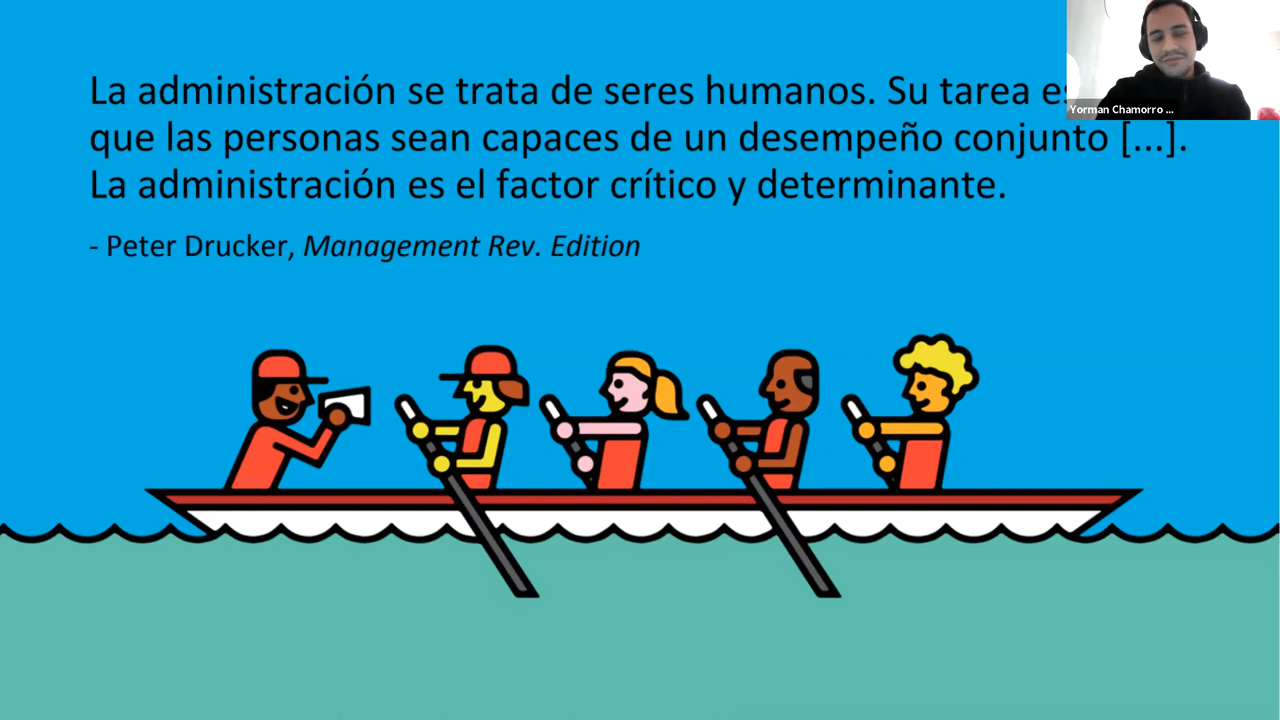 La administración se trata de seres humanos. Su tarea es
que las personas sean capaces de un desempeño conjunto [...].
La administración es el factor crítico y determinante.
- Peter Drucker, Management Rev. Edition
Yorman Chamorro ...